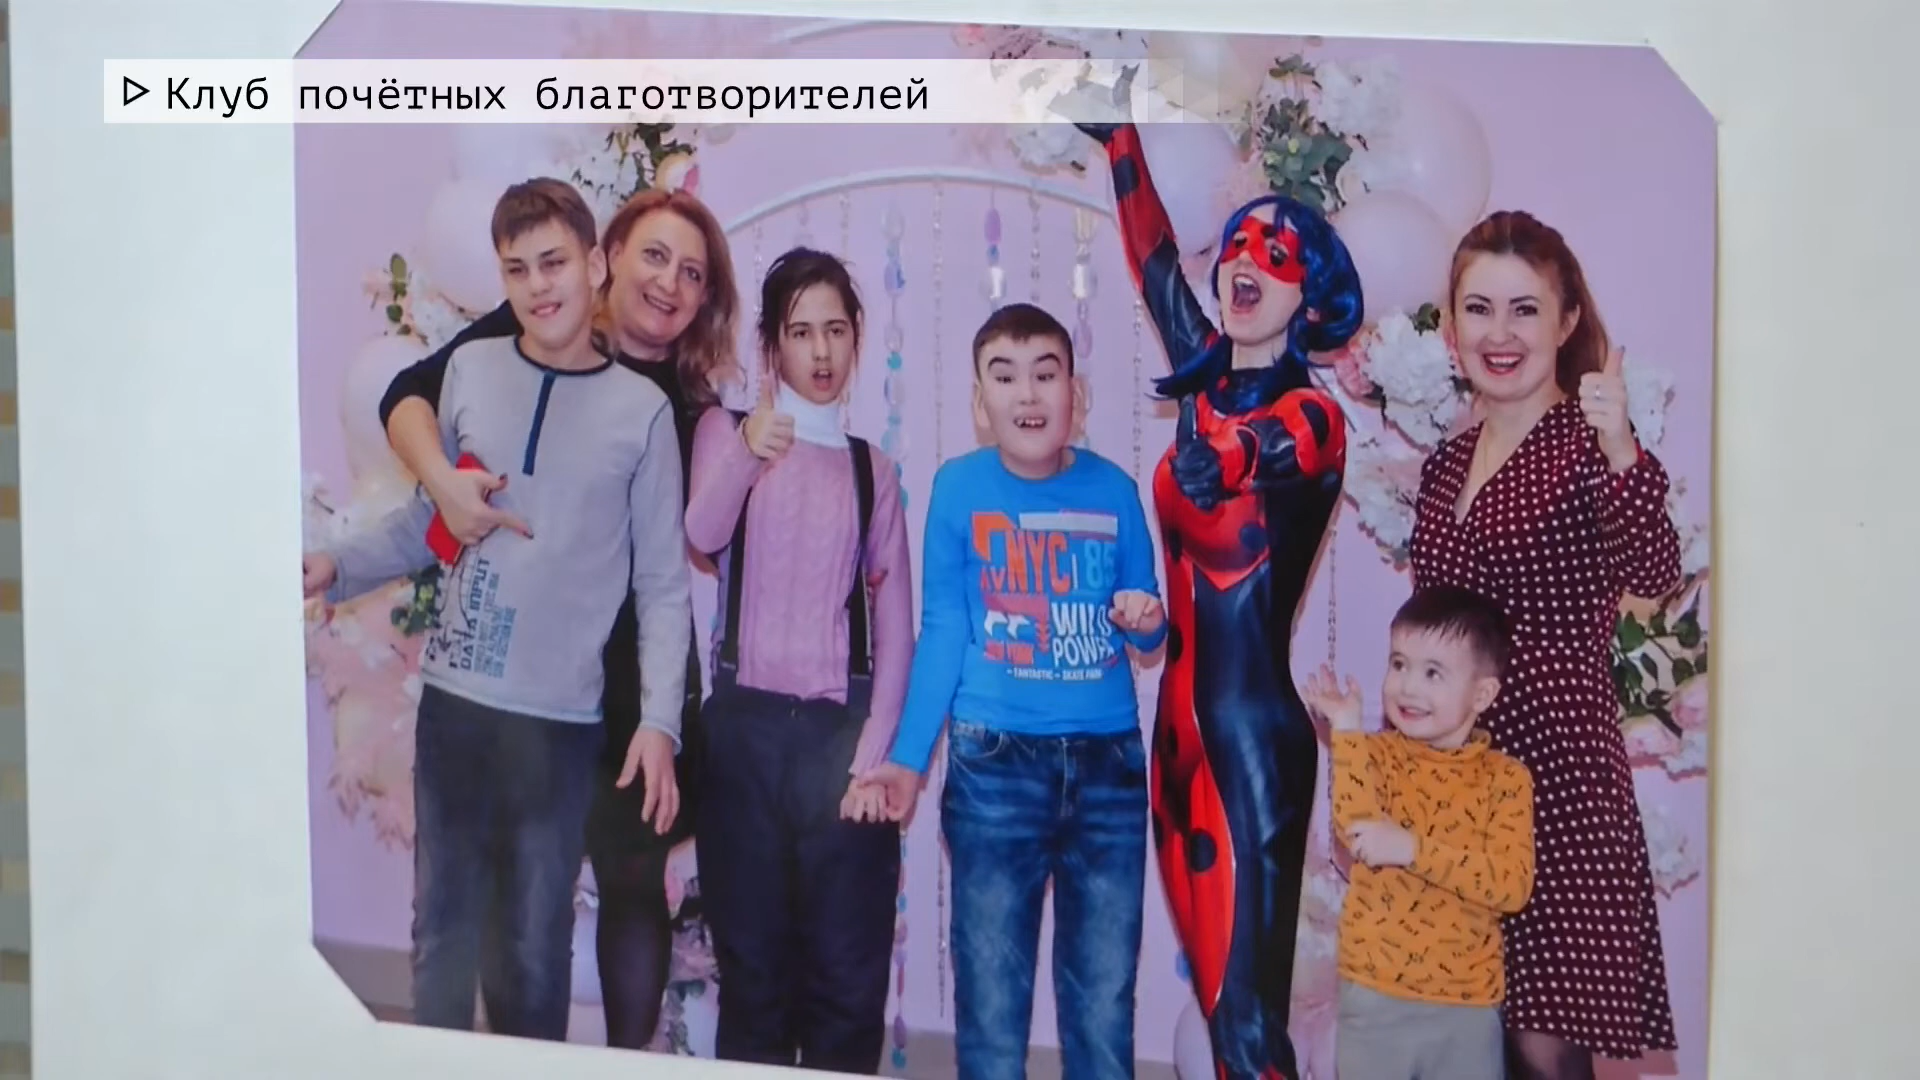 Клуб почётных благотворителей
DATA INPUT
NYC 85
WILD
POWER
- FANTASTIC - SKATE PARK